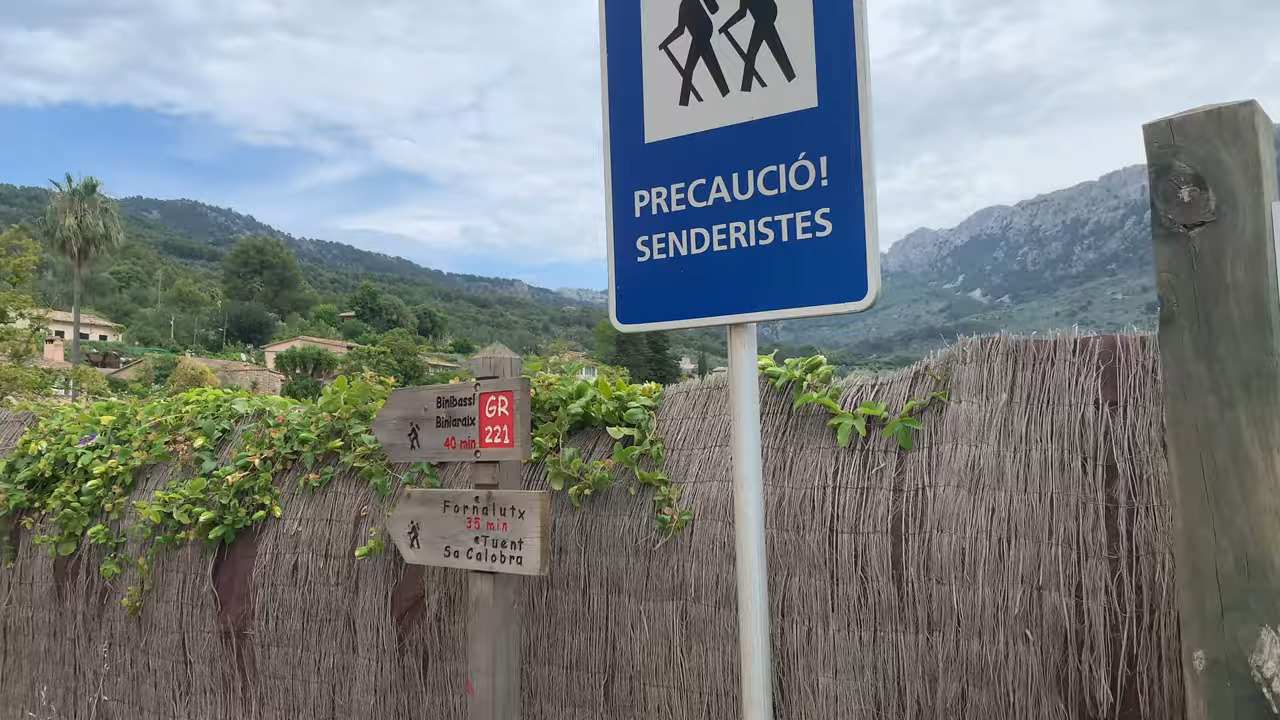 PRECAUCIÓ!
SENDERISTES
Binibassí
Biniaraix
40 min
GR
221
Fornalutx
35 min
Tuent
Sa Calobra